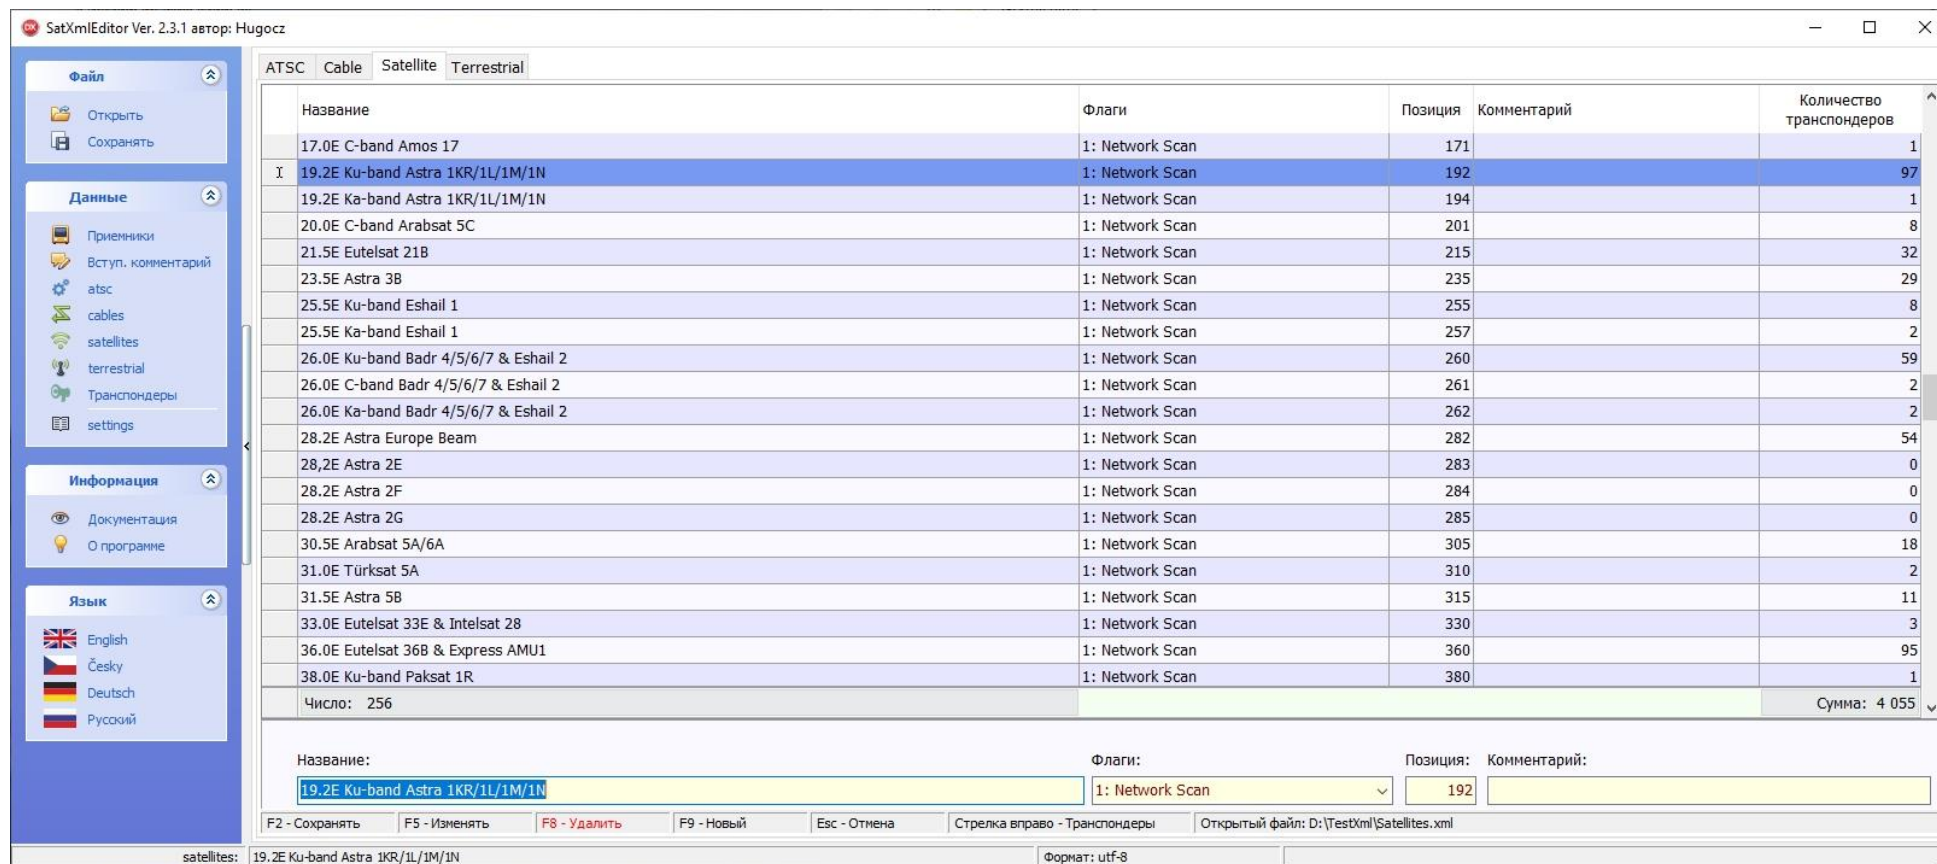 SatXmlEditor Ver. 2.3.1 автор: Hugocz
Файл
Открыть
Сохранять
Данные
Приемники
Вступ. комментарий
atsc
cables
satellites
terrestrial
Транспондеры
settings
Информация
Документация
О программе
Язык
English
Česky
Deutsch
Русский
ATSC Cable Satellite Terrestrial
Название Флаги Позиция Комментарий Количество транспондеров
17.0E C-band Amos 17 1: Network Scan 171 1
19.2E Ku-band Astra 1KR/1L/1M/1N 1: Network Scan 192 97
19.2E Ka-band Astra 1KR/1L/1M/1N 1: Network Scan 194 1
20.0E C-band Arabsat 5C 1: Network Scan 201 8
21.5E Eutelsat 21B 1: Network Scan 215 32
23.5E Astra 3B 1: Network Scan 235 29
25.5E Ku-band Eshail 1 1: Network Scan 255 8
25.5E Ka-band Eshail 1 1: Network Scan 257 2
26.0E Ku-band Badr 4/5/6/7 & Eshail 2 1: Network Scan 260 59
26.0E C-band Badr 4/5/6/7 & Eshail 2 1: Network Scan 261 2
26.0E Ka-band Badr 4/5/6/7 & Eshail 2 1: Network Scan 262 2
28.2E Astra Europe Beam 1: Network Scan 282 54
28,2E Astra 2E 1: Network Scan 283 0
28.2E Astra 2F 1: Network Scan 284 0
28.2E Astra 2G 1: Network Scan 285 0
30.5E Arabsat 5A/6A 1: Network Scan 305 18
31.0E Türksat 5A 1: Network Scan 310 2
31.5E Astra 5B 1: Network Scan 315 11
33.0E Eutelsat 33E & Intelsat 28 1: Network Scan 330 3
36.0E Eutelsat 36B & Express AMU1 1: Network Scan 360 95
38.0E Ku-band Paksat 1R 1: Network Scan 380 1
Число: 256 Сумма: 4 055
Название: Флаги: Позиция: Комментарий:
19.2E Ku-band Astra 1KR/1L/1M/1N 1: Network Scan 192
F2 - Сохранять F5 - Изменять F8 - Удалить F9 - Новый Esc - Отмена Стрелка вправо - Транспондеры Открытый файл: D:\TestXml\Satellites.xml
satellites: 19.2E Ku-band Astra 1KR/1L/1M/1N Формат: utf-8